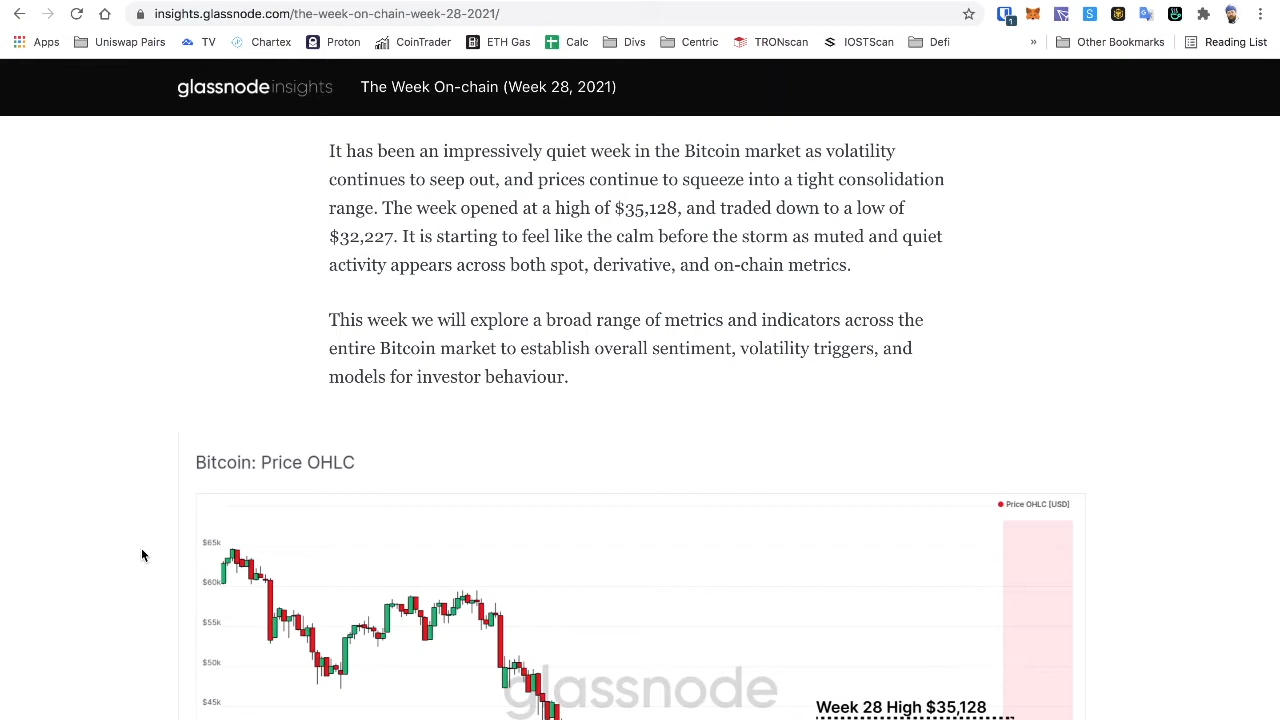 insights.glassnode.com/the-week-on-chain-week-28-2021/
1
Apps Uniswap Pairs TV Chartex Proton CoinTrader ETH Gas Calc Divs Centric TRONscan IOSTScan Defi » Other Bookmarks Reading List
glassnodeinsights The Week On-chain (Week 28, 2021)
It has been an impressively quiet week in the Bitcoin market as volatility
continues to seep out, and prices continue to squeeze into a tight consolidation
range. The week opened at a high of $35,128, and traded down to a low of
$32,227. It is starting to feel like the calm before the storm as muted and quiet
activity appears across both spot, derivative, and on-chain metrics.
This week we will explore a broad range of metrics and indicators across the
entire Bitcoin market to establish overall sentiment, volatility triggers, and
models for investor behaviour.
Bitcoin: Price OHLC
Price OHLC [USD]
$65k
$60k
$55k
$50k
$45k
glassnode
Week 28 High $35,128